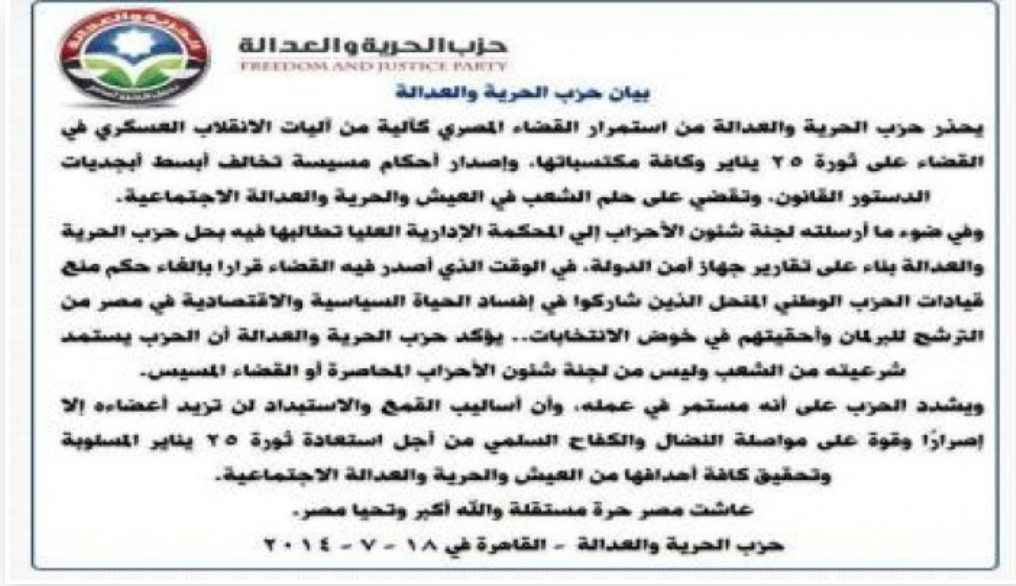 الحرية والعدالة
حزب الحرية والعدالة
FREEDOM AND JUSTICE PARTY
بيان حزب الحرية والعدالة
يحذر حزب الحرية والعدالة من استمرار القضاء المصري كآلية من آليات الانقلاب العسكري في
القضاء على ثورة ٢٥ يناير وكافة مكتسباتها، وإصدار أحكام مسيسة تخالف أبسط أبجديات
الدستور القانون، وتقضي على حلم الشعب في العيش والحرية والعدالة الاجتماعية.
وفي ضوء ما أرسلته لجنة شئون الأحزاب إلي المحكمة الإدارية العليا تطالبها فيه بحل حزب الحرية
والعدالة بناء على تقارير جهاز أمن الدولة، في الوقت الذي أصدر فيه القضاء قرارا بإلغاء حكم منع
قيادات الحزب الوطني المنحل الذين شاركوا في إفساد الحياة السياسية والاقتصادية في مصر من
الترشح للبرلمان وأحقيتهم في خوض الانتخابات.. يؤكد حزب الحرية والعدالة أن الحزب يستمد
شرعيته من الشعب وليس من لجنة شئون الأحزاب المحاصرة أو القضاء المسيس.
ويشدد الحزب على أنه مستمر في عمله، وأن أساليب القمع والاستبداد لن تزيد أعضاءه إلا
إصرارًا وقوة على مواصلة النضال والكفاح السلمي من أجل استعادة ثورة ٢٥ يناير المسلوبة
وتحقيق كافة أهدافها من العيش والحرية والعدالة الاجتماعية.
عاشت مصر حرة مستقلة والله أكبر وتحيا مصر.
حزب الحرية والعدالة - القاهرة في ١٨ - ٧ - ٢٠١٤